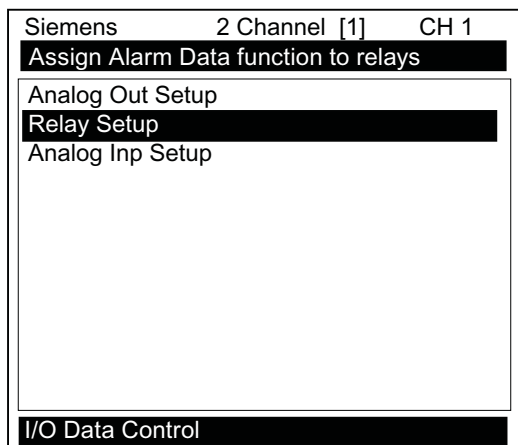 Siemens 2 Channel [1] CH 1
Assign Alarm Data function to relays
Analog Out Setup
Relay Setup
Analog Inp Setup
I/O Data Control